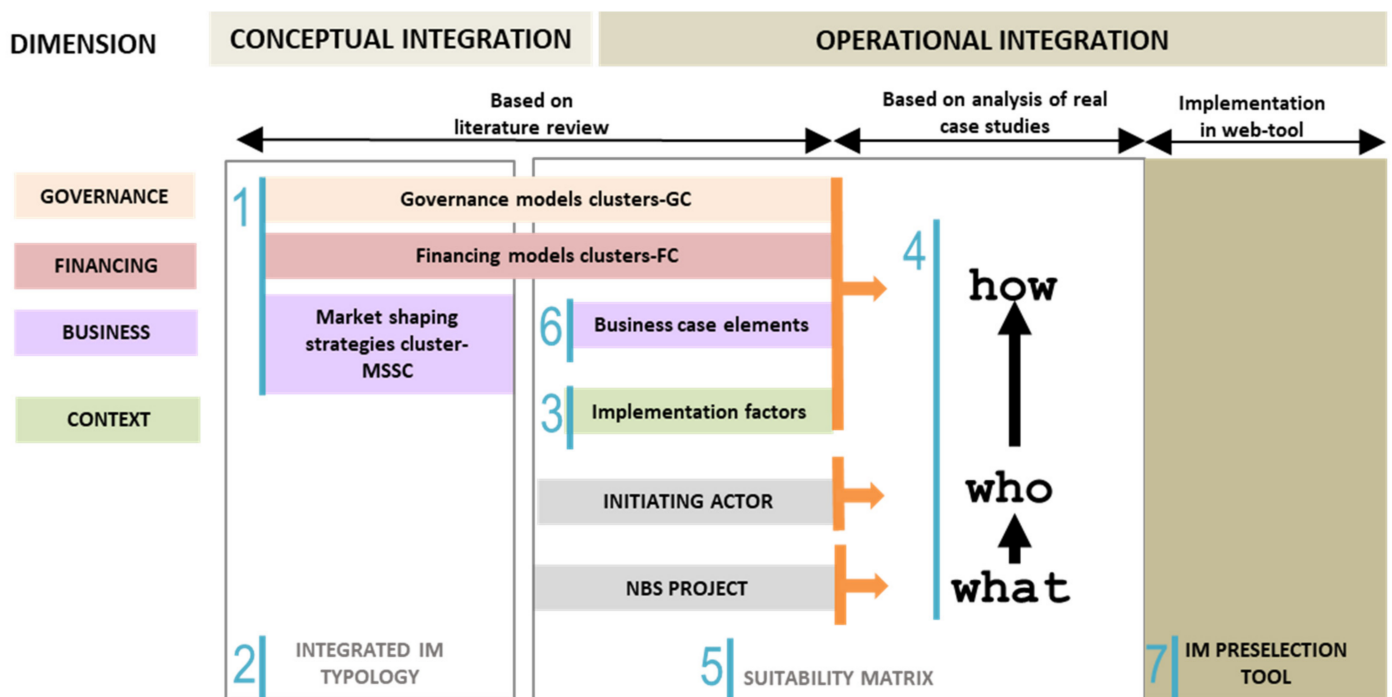 DIMENSION
CONCEPTUAL INTEGRATION
OPERATIONAL INTEGRATION
Based on
literature review
Based on analysis of real
case studies
Implementation
in web-tool
GOVERNANCE
1
Governance models clusters-GC
FINANCING
Financing models clusters-FC
4
how
BUSINESS
Market shaping
strategies cluster-
MSSC
6
Business case elements
CONTEXT
3
Implementation factors
INITIATING ACTOR
who
NBS PROJECT
what
2
INTEGRATED IM
TYPOLOGY
5
SUITABILITY MATRIX
7
IM PRESELECTION
TOOL